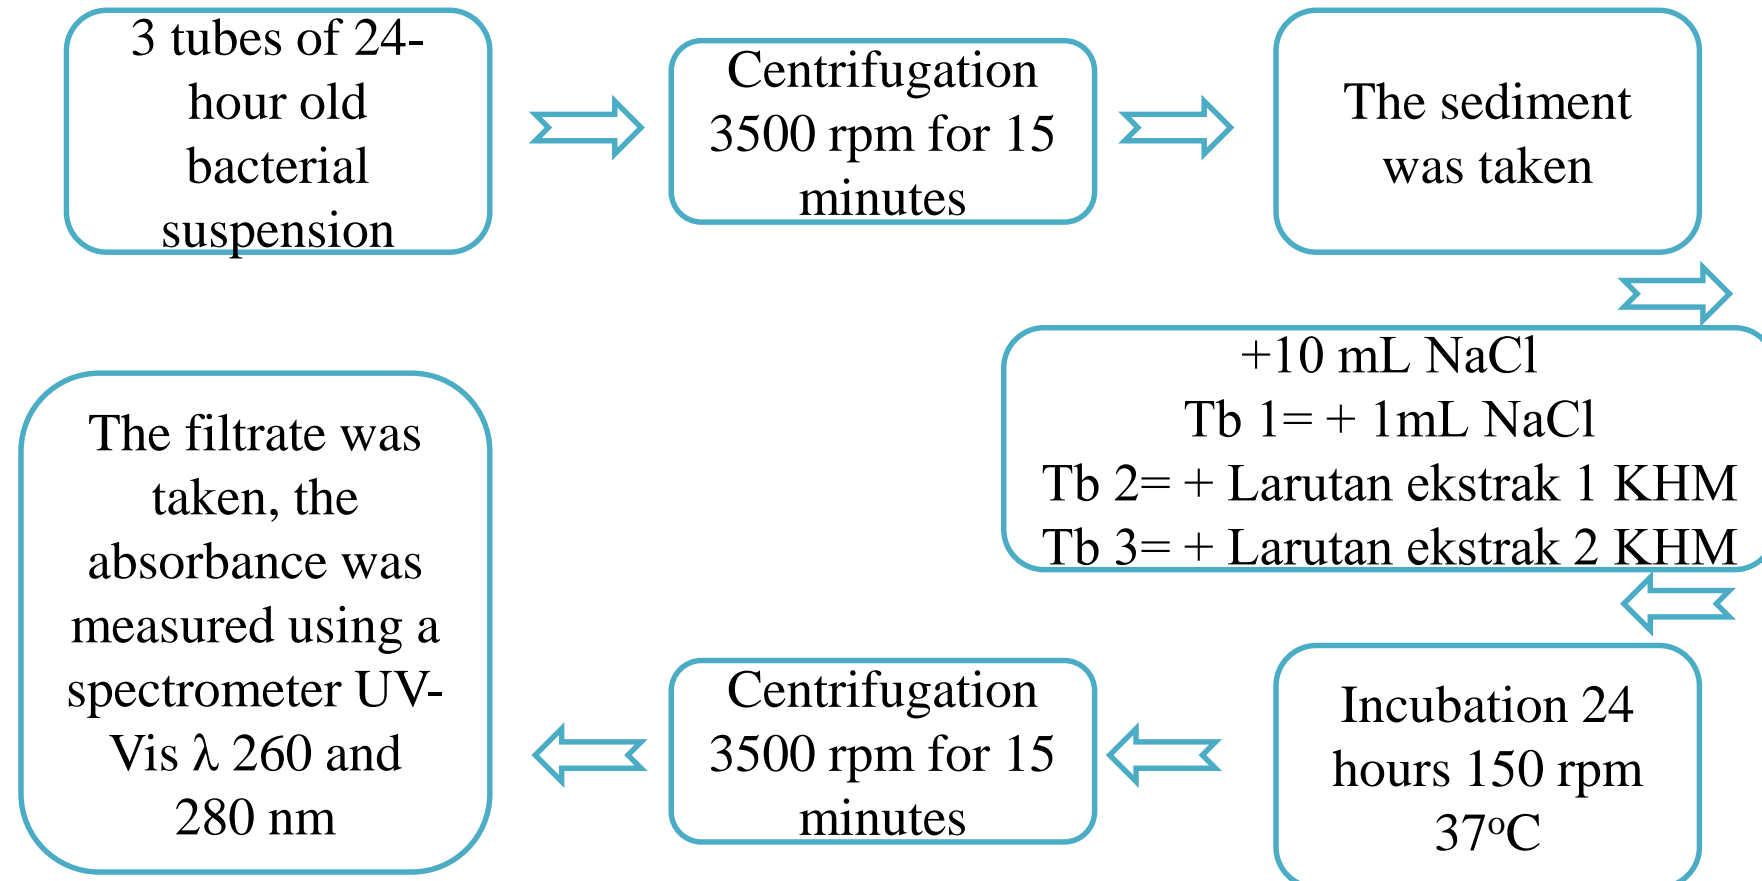 3 tubes of 24-
hour old
bacterial
suspension
Centrifugation
3500 rpm for 15
minutes
The sediment
was taken
+10 mL NaCl
Tb 1= + 1mL NaCl
Tb 2= + Larutan ekstrak 1 KHM
Tb 3= + Larutan ekstrak 2 KHM
Incubation 24
hours 150 rpm
37°C
Centrifugation
3500 rpm for 15
minutes
The filtrate was
taken, the
absorbance was
measured using a
spectrometer UV-
Vis λ 260 and
280 nm